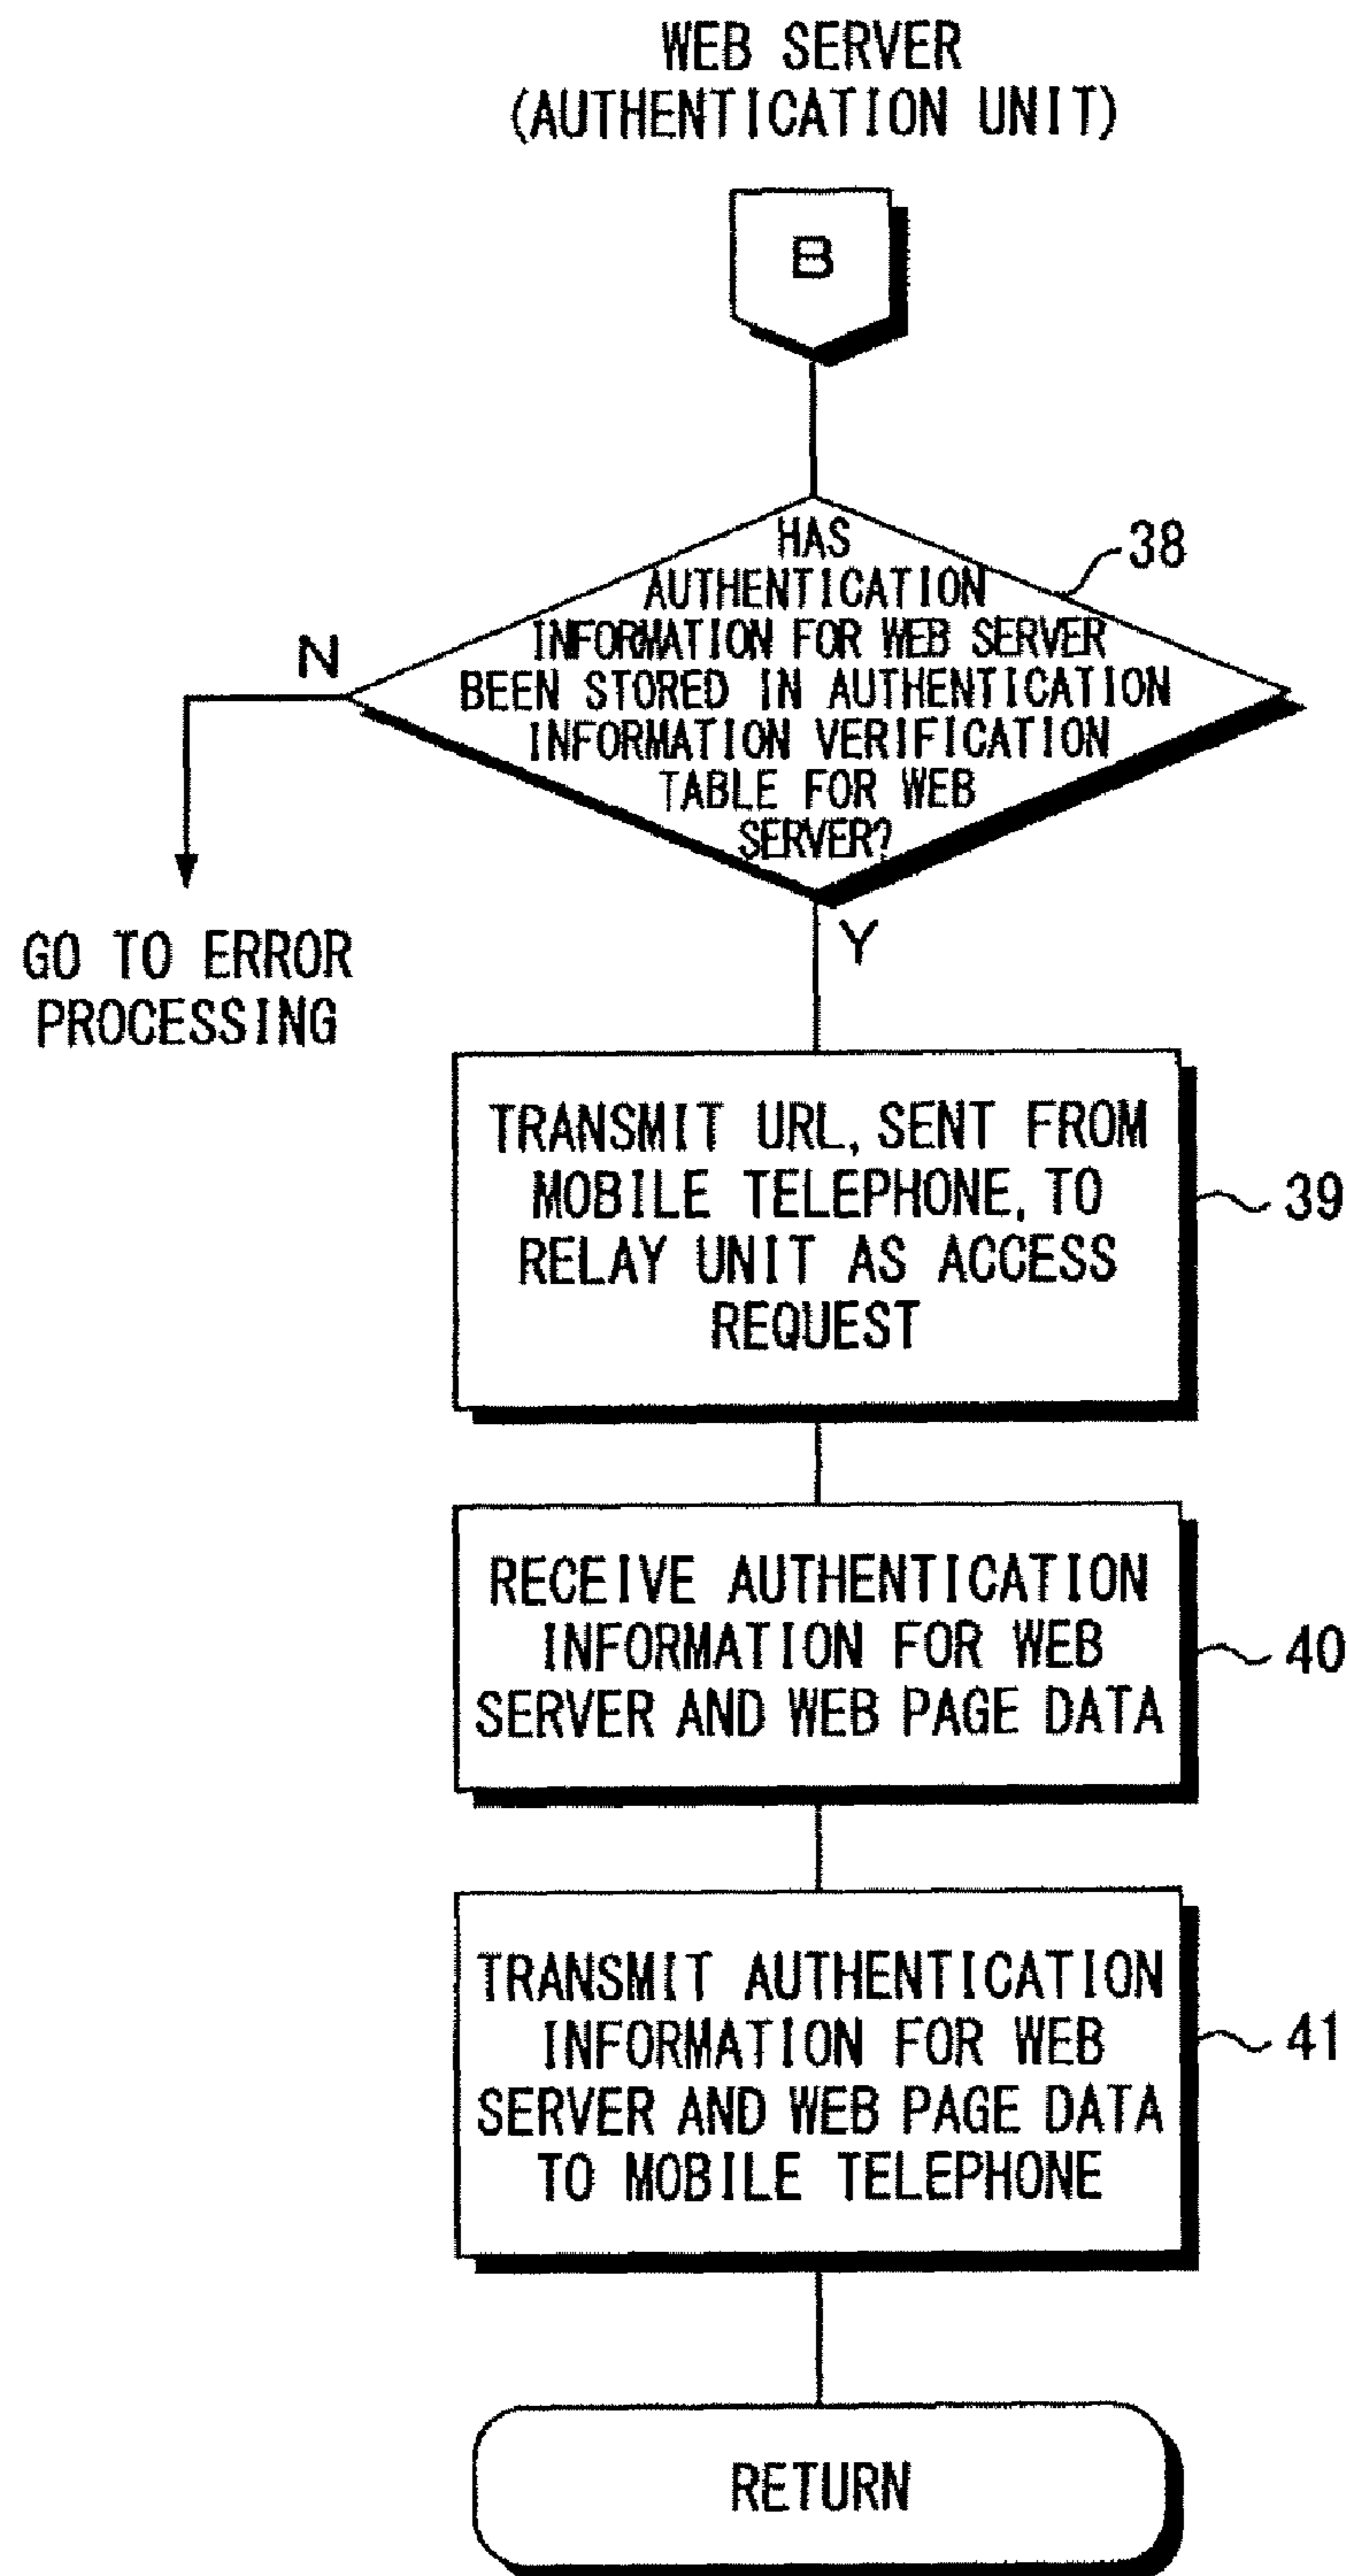 WEB SERVER
(AUTHENTICATION UNIT)
B
HAS
AUTHENTICATION
INFORMATION FOR WEB SERVER
BEEN STORED IN AUTHENTICATION
INFORMATION VERIFICATION
TABLE FOR WEB
SERVER?
38
N
GO TO ERROR
PROCESSING
Y
TRANSMIT URL, SENT FROM
MOBILE TELEPHONE, TO
RELAY UNIT AS ACCESS
REQUEST
39
RECEIVE AUTHENTICATION
INFORMATION FOR WEB
SERVER AND WEB PAGE DATA
40
TRANSMIT AUTHENTICATION
INFORMATION FOR WEB
SERVER AND WEB PAGE DATA
TO MOBILE TELEPHONE
41
RETURN